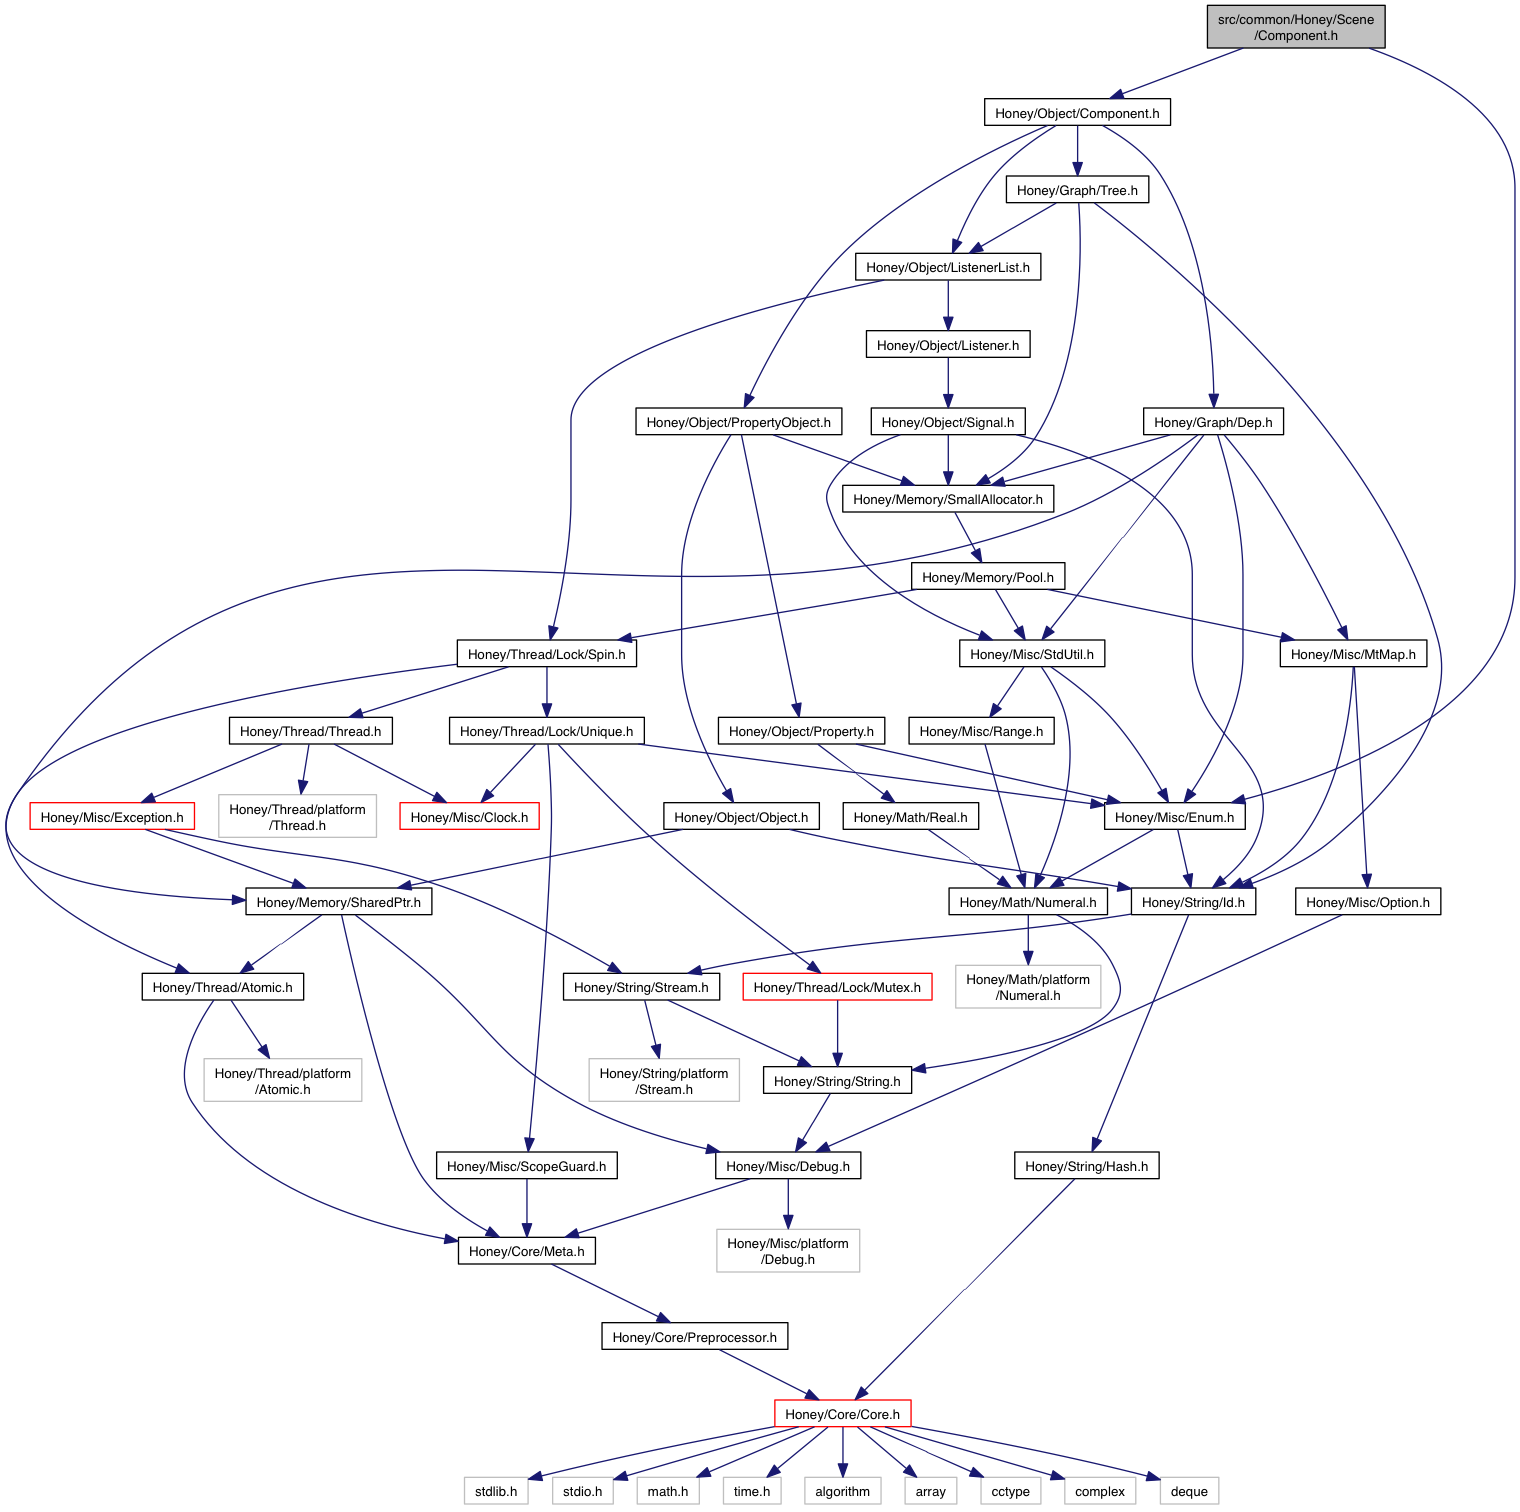 src/common/Honey/Scene
/Component.h
Honey/Object/Component.h
Honey/Graph/Tree.h
Honey/Object/ListenerList.h
Honey/Object/Listener.h
Honey/Object/PropertyObject.h
Honey/Object/Signal.h
Honey/Graph/Dep.h
Honey/Memory/SmallAllocator.h
Honey/Memory/Pool.h
Honey/Thread/Lock/Spin.h
Honey/Misc/StdUtil.h
Honey/Misc/MtMap.h
Honey/Thread/Thread.h
Honey/Thread/Lock/Unique.h
Honey/Object/Property.h
Honey/Misc/Range.h
Honey/Misc/Exception.h
Honey/Thread/platform
/Thread.h
Honey/Misc/Clock.h
Honey/Object/Object.h
Honey/Math/Real.h
Honey/Misc/Enum.h
Honey/Memory/SharedPtr.h
Honey/Math/Numeral.h
Honey/String/Id.h
Honey/Misc/Option.h
Honey/Thread/Atomic.h
Honey/String/Stream.h
Honey/Thread/Lock/Mutex.h
Honey/Math/platform
/Numeral.h
Honey/Thread/platform
/Atomic.h
Honey/String/platform
/Stream.h
Honey/String/String.h
Honey/Misc/ScopeGuard.h
Honey/Misc/Debug.h
Honey/String/Hash.h
Honey/Core/Meta.h
Honey/Misc/platform
/Debug.h
Honey/Core/Preprocessor.h
Honey/Core/Core.h
stdlib.h
stdio.h
math.h
time.h
algorithm
array
cctype
complex
deque